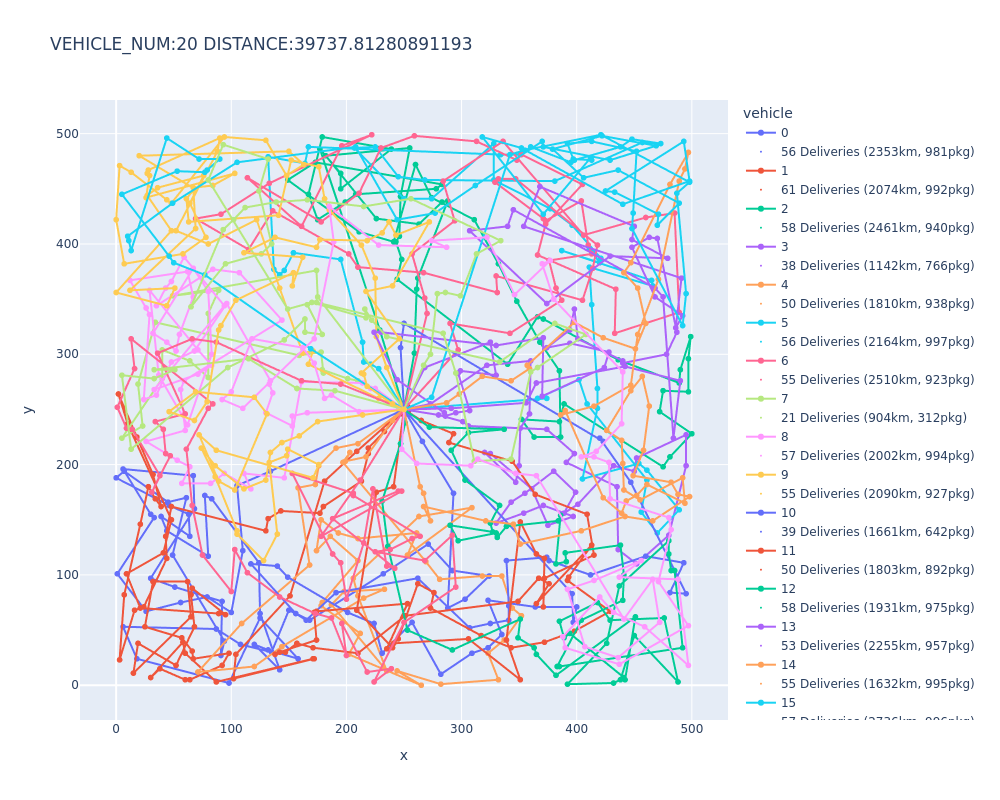 VEHICLE_NUM:20 DISTANCE:39737.81280891193
vehicle
0
56 Deliveries (2353km, 981pkg)
1
61 Deliveries (2074km, 992pkg)
2
58 Deliveries (2461km, 940pkg)
3
38 Deliveries (1142km, 766pkg)
4
50 Deliveries (1810km, 938pkg)
5
56 Deliveries (2164km, 997pkg)
6
55 Deliveries (2510km, 923pkg)
7
21 Deliveries (904km, 312pkg)
8
57 Deliveries (2002km, 994pkg)
9
55 Deliveries (2090km, 927pkg)
10
39 Deliveries (1661km, 642pkg)
11
50 Deliveries (1803km, 892pkg)
12
58 Deliveries (1931km, 975pkg)
13
53 Deliveries (2255km, 957pkg)
14
55 Deliveries (1632km, 995pkg)
15
500
400
300
200
100
0
y
0
100
200
300
400
500
x